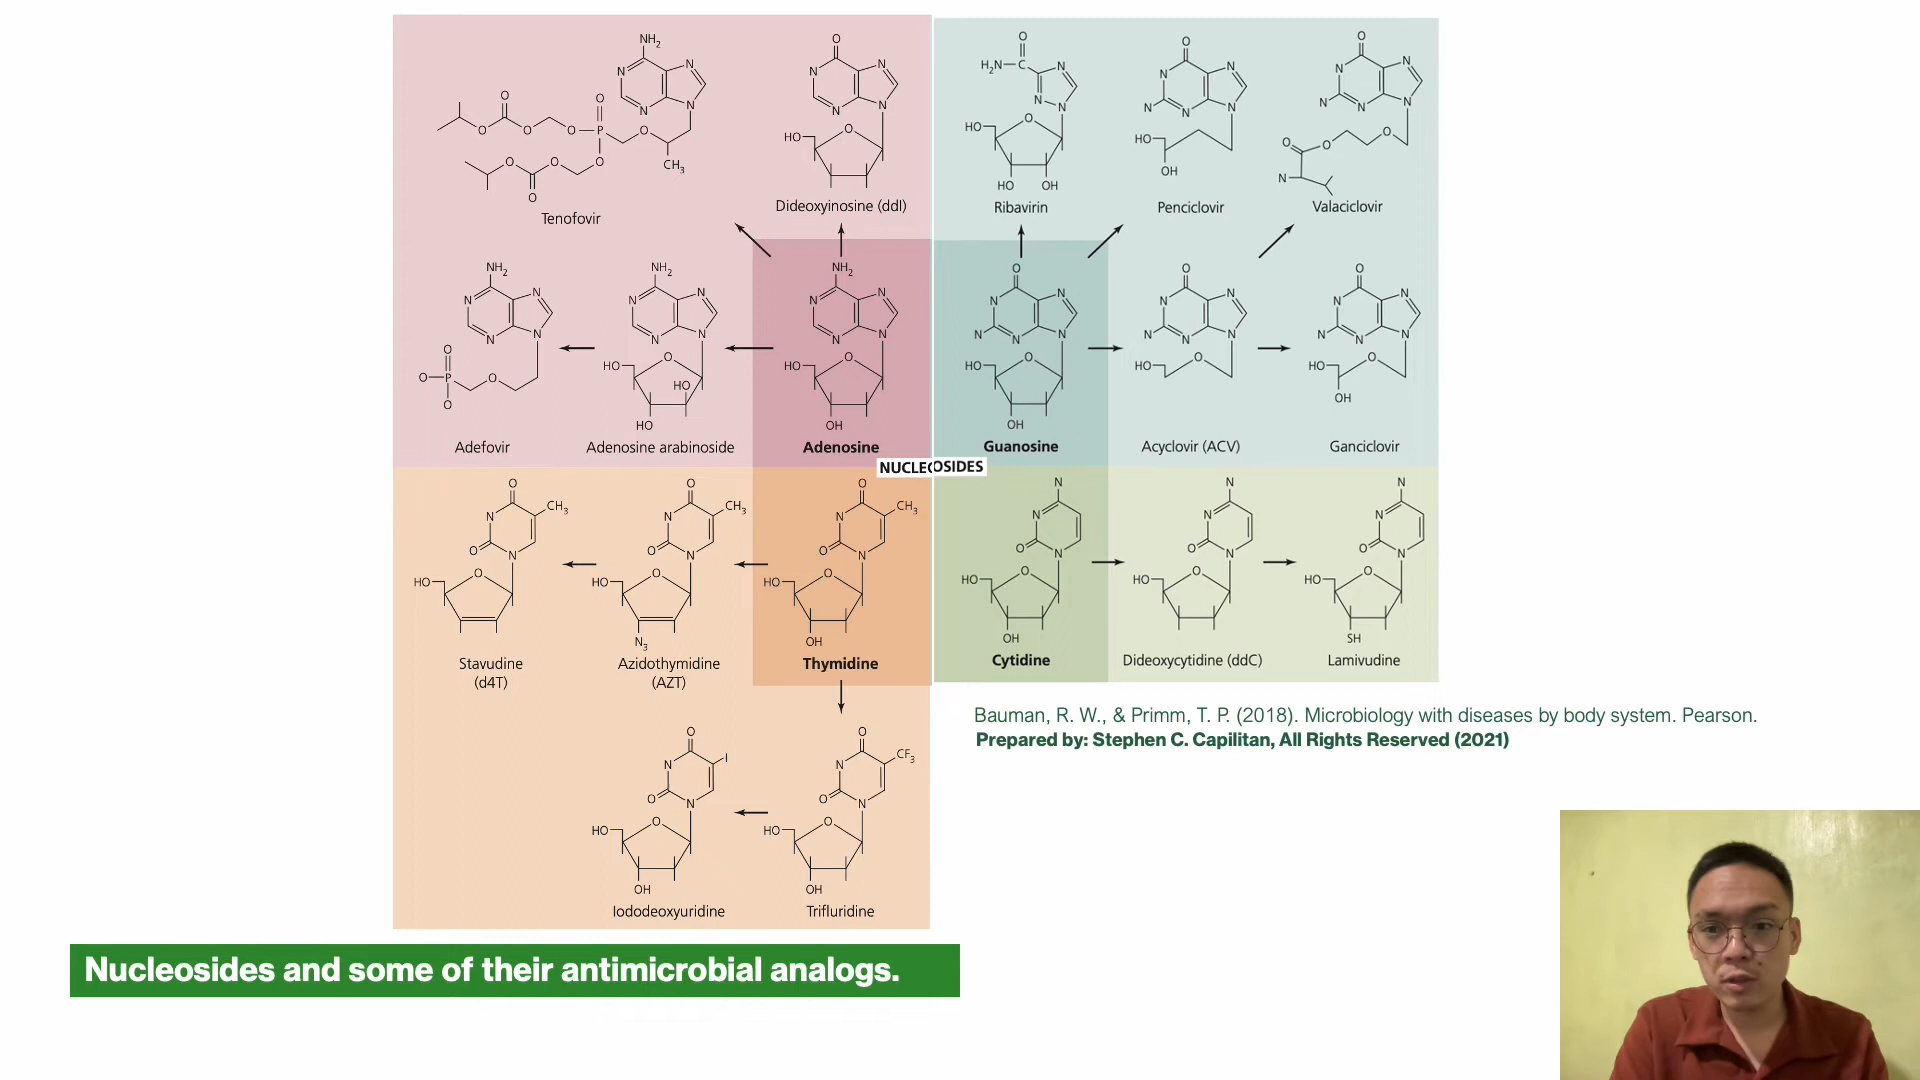 Tenofovir
Dideoxyinosine (ddI)
Ribavirin
Penciclovir
Valaciclovir
Adefovir
Adenosine arabinoside
Adenosine
Guanosine
Acyclovir (ACV)
Ganciclovir
NUCLEOSIDES
Stavudine
(d4T)
Azidothymidine
(AZT)
Thymidine
Cytidine
Dideoxycytidine (ddC)
Lamivudine
Iododeoxyuridine
Trifluridine
Bauman, R. W., & Primm, T. P. (2018). Microbiology with diseases by body system. Pearson.
Prepared by: Stephen C. Capilitan, All Rights Reserved (2021)
Nucleosides and some of their antimicrobial analogs.